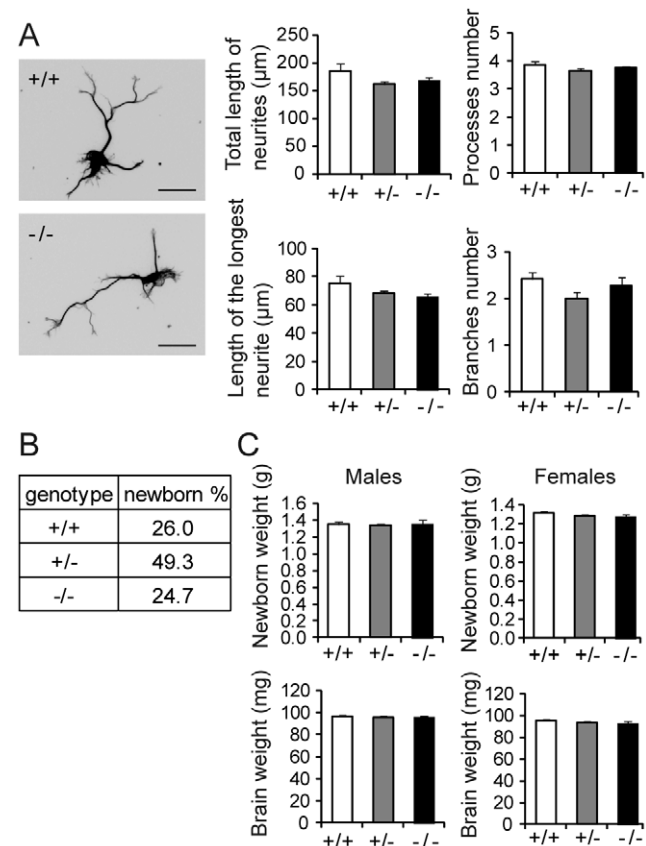 A
+/+
-/-
Total length of
neurites (µm)
250
200
150
100
50
0
+/+ +/- -/-
Processes number
5
4
3
2
1
0
+/+ +/- -/-
Length of the longest
neurite (µm)
100
80
60
40
20
0
+/+ +/- -/-
Branches number
3
2
1
0
+/+ +/- -/-
B
genotype newborn %
+/+ 26.0
+/- 49.3
-/- 24.7
C
Males
Newborn weight (g)
1.6
1.4
1.2
1.0
0.8
0.6
0.4
0.2
0.0
+/+ +/- -/-
Females
Newborn weight (g)
1.4
1.2
1.0
0.8
0.6
0.4
0.2
0.0
+/+ +/- -/-
Brain weight (mg)
120
100
80
60
40
20
0
+/+ +/- -/-
Brain weight (mg)
120
100
80
60
40
20
0
+/+ +/- -/-